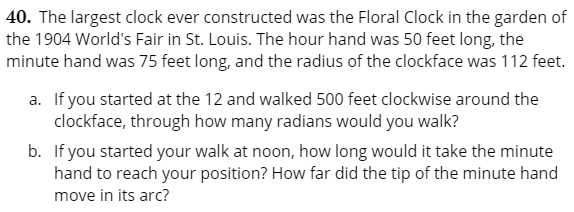 40. The largest clock ever constructed was the Floral Clock in the garden of
the 1904 World's Fair in St. Louis. The hour hand was 50 feet long, the
minute hand was 75 feet long, and the radius of the clockface was 112 feet.
a. If you started at the 12 and walked 500 feet clockwise around the
clockface, through how many radians would you walk?
b. If you started your walk at noon, how long would it take the minute
hand to reach your position? How far did the tip of the minute hand
move in its arc?